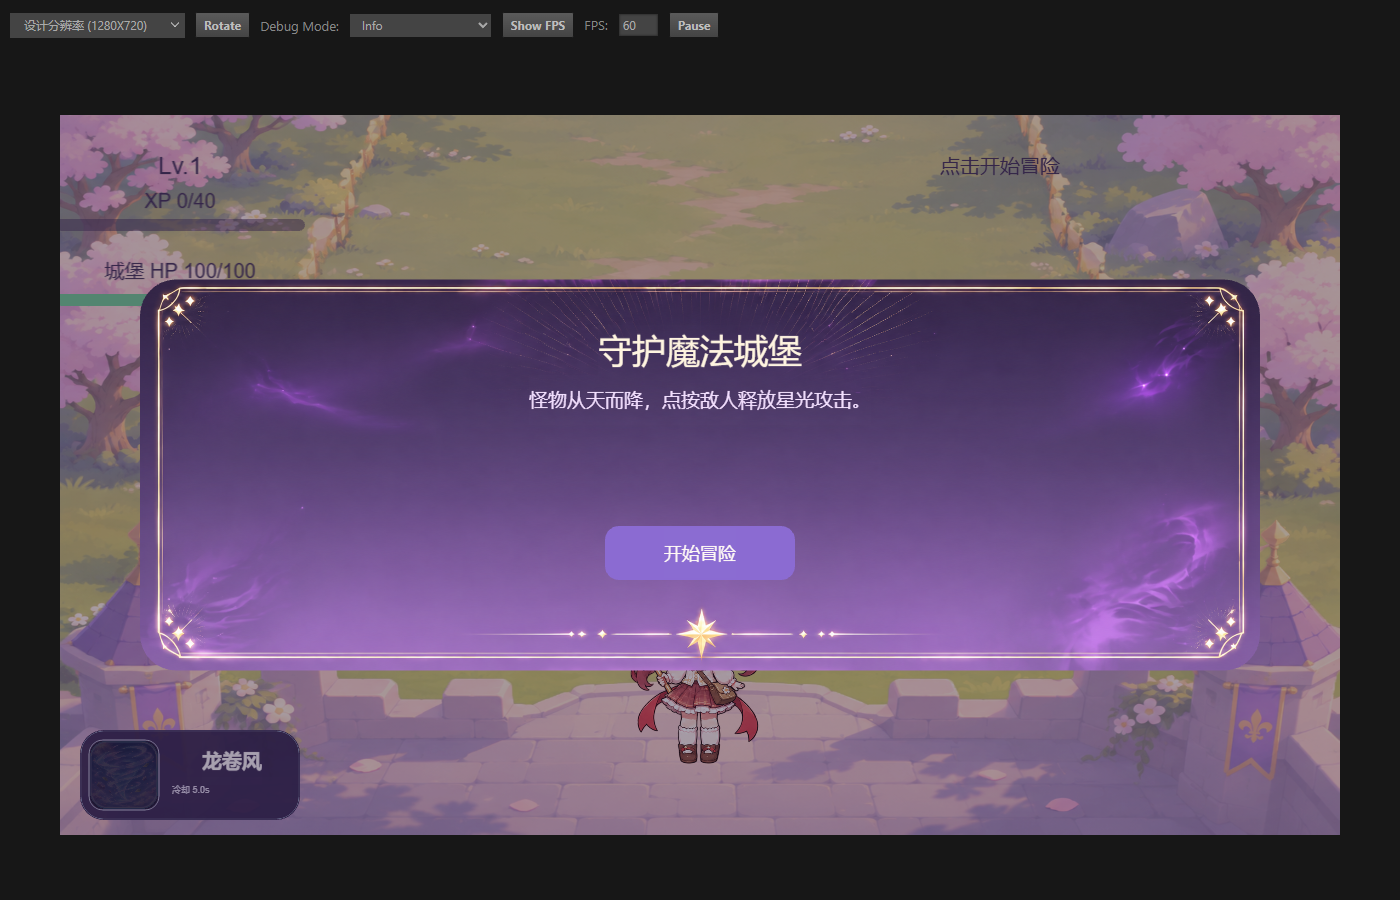 设计分辨率 (1280X720) Rotate Debug Mode: Info Show FPS FPS: 60 Pause
Lv.1
点击开始冒险
XP 0/40
城堡 HP 100/100
守护魔法城堡
怪物从天而降，点按敌人释放星光攻击。
开始冒险
龙卷风
冷却 5.0s